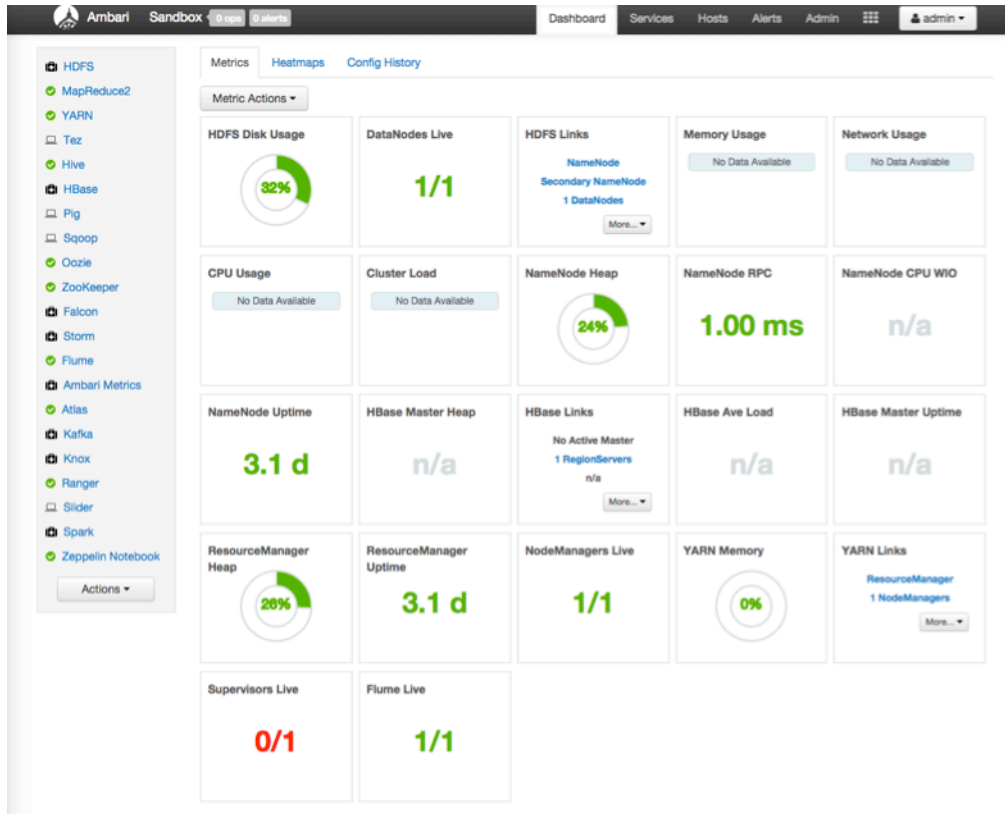 Ambari Sandbox 0 ops 0 alerts Dashboard Services Hosts Alerts Admin admin
HDFS
MapReduce2
YARN
Tez
Hive
HBase
Pig
Sqoop
Oozie
ZooKeeper
Falcon
Storm
Flume
Ambari Metrics
Atlas
Kafka
Knox
Ranger
Slider
Spark
Zeppelin Notebook
Actions
Metrics Heatmaps Config History
Metric Actions
HDFS Disk Usage
32%
DataNodes Live
1/1
HDFS Links
NameNode
Secondary NameNode
1 DataNodes
More...
Memory Usage
No Data Available
Network Usage
No Data Available
CPU Usage
No Data Available
Cluster Load
No Data Available
NameNode Heap
24%
NameNode RPC
1.00 ms
NameNode CPU WIO
n/a
NameNode Uptime
3.1 d
HBase Master Heap
n/a
HBase Links
No Active Master
1 RegionServers
n/a
More...
HBase Ave Load
n/a
HBase Master Uptime
n/a
ResourceManager
Heap
26%
ResourceManager
Uptime
3.1 d
NodeManagers Live
1/1
YARN Memory
0%
YARN Links
ResourceManager
1 NodeManagers
More...
Supervisors Live
0/1
Flume Live
1/1